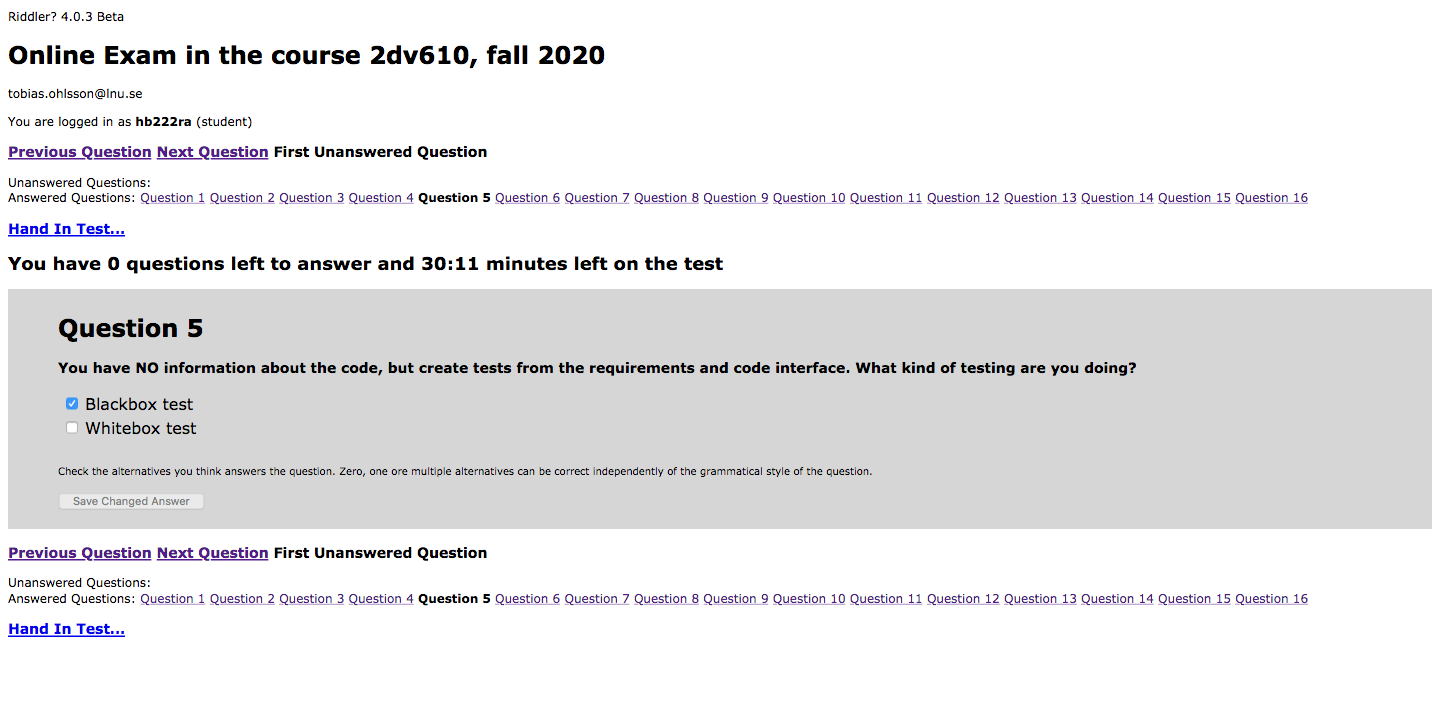 Riddler? 4.0.3 Beta
Online Exam in the course 2dv610, fall 2020
tobias.ohlsson@lnu.se
You are logged in as hb222ra (student)
Previous Question Next Question First Unanswered Question
Unanswered Questions:
Answered Questions: Question 1 Question 2 Question 3 Question 4 Question 5 Question 6 Question 7 Question 8 Question 9 Question 10 Question 11 Question 12 Question 13 Question 14 Question 15 Question 16
Hand In Test...
You have 0 questions left to answer and 30:11 minutes left on the test
Question 5
You have NO information about the code, but create tests from the requirements and code interface. What kind of testing are you doing?
Blackbox test
Whitebox test
Check the alternatives you think answers the question. Zero, one ore multiple alternatives can be correct independently of the grammatical style of the question.
Save Changed Answer
Previous Question Next Question First Unanswered Question
Unanswered Questions:
Answered Questions: Question 1 Question 2 Question 3 Question 4 Question 5 Question 6 Question 7 Question 8 Question 9 Question 10 Question 11 Question 12 Question 13 Question 14 Question 15 Question 16
Hand In Test...